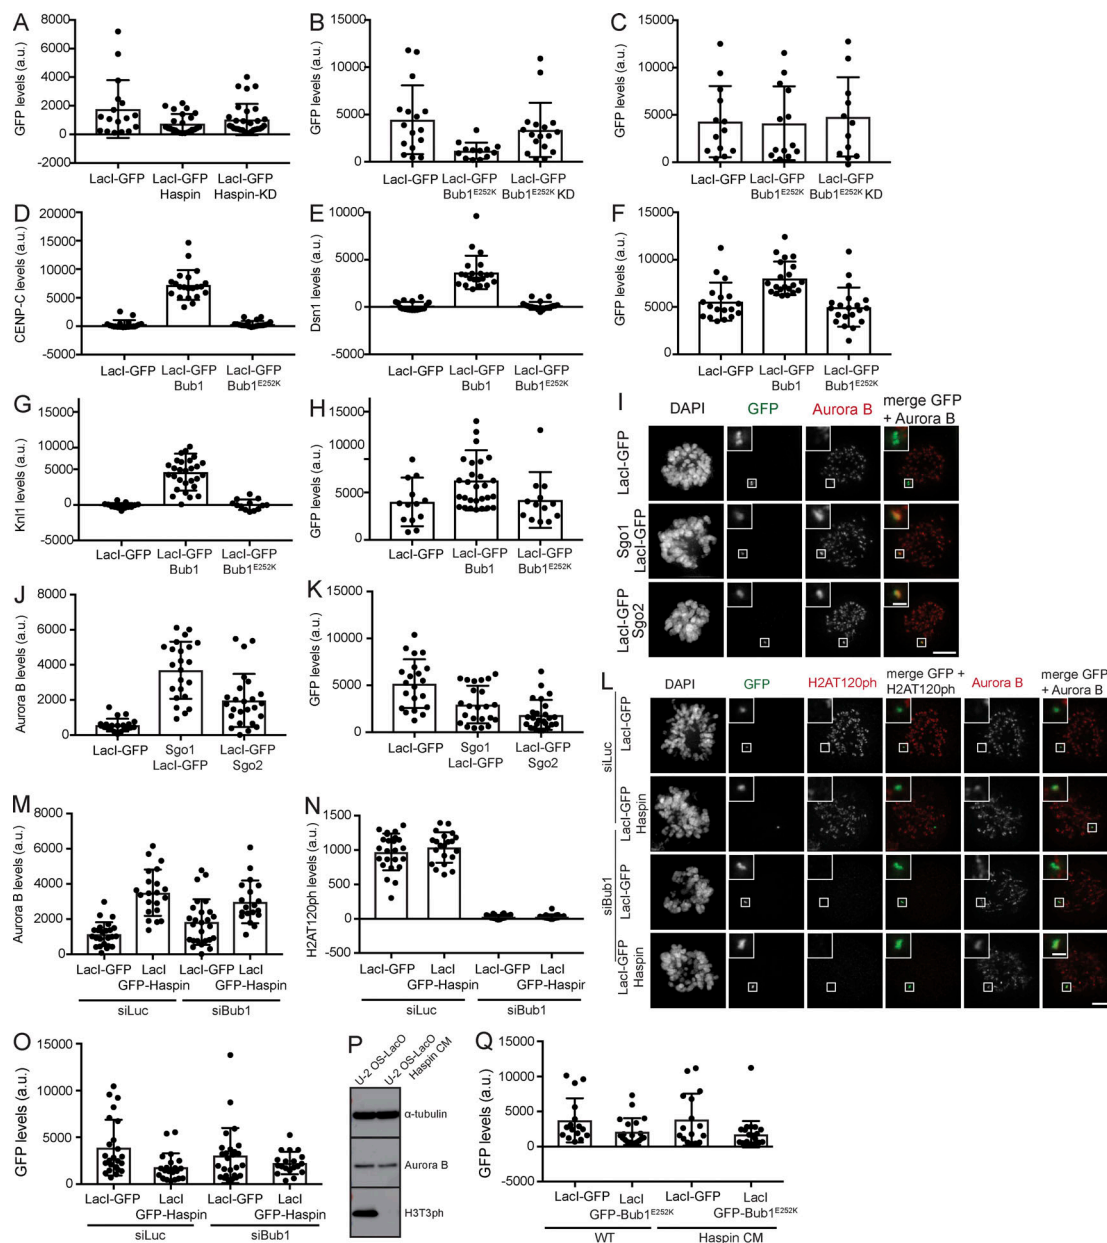 A
GFP levels (a.u.)
8000
6000
4000
2000
0
-2000
LacI-GFP
LacI-GFP
Haspin
LacI-GFP
Haspin-KD
B
GFP levels (a.u.)
15000
10000
5000
0
LacI-GFP
LacI-GFP
Bub1E252K
LacI-GFP
Bub1E252K KD
C
GFP levels (a.u.)
15000
10000
5000
0
LacI-GFP
LacI-GFP
Bub1E252K
LacI-GFP
Bub1E252K KD
D
CENP-C levels (a.u.)
20000
15000
10000
5000
0
-5000
LacI-GFP
LacI-GFP
Bub1
LacI-GFP
Bub1E252K
E
Dsn1 levels (a.u.)
10000
5000
0
-5000
LacI-GFP
LacI-GFP
Bub1
LacI-GFP
Bub1E252K
F
GFP levels (a.u.)
15000
10000
5000
0
LacI-GFP
LacI-GFP
Bub1
LacI-GFP
Bub1E252K
G
Knl1 levels (a.u.)
15000
10000
5000
0
-5000
LacI-GFP
LacI-GFP
Bub1
LacI-GFP
Bub1E252K
H
GFP levels (a.u.)
15000
10000
5000
0
LacI-GFP
LacI-GFP
Bub1
LacI-GFP
Bub1E252K
I
DAPI
GFP
Aurora B
merge GFP
+ Aurora B
LacI-GFP
Sgo1
LacI-GFP
LacI-GFP
Sgo2
J
Aurora B levels (a.u.)
8000
6000
4000
2000
0
LacI-GFP
Sgo1
LacI-GFP
LacI-GFP
Sgo2
K
GFP levels (a.u.)
15000
10000
5000
0
LacI-GFP
Sgo1
LacI-GFP
LacI-GFP
Sgo2
L
DAPI
GFP
H2AT120ph
merge GFP +
H2AT120ph
Aurora B
merge GFP
+ Aurora B
siLuc
LacI-GFP
LacI-GFP
Haspin
siBub1
LacI-GFP
LacI-GFP
Haspin
M
Aurora B levels (a.u.)
8000
6000
4000
2000
0
LacI-GFP
LacI
GFP-Haspin
LacI-GFP
LacI
GFP-Haspin
siLuc
siBub1
N
H2AT120ph levels (a.u.)
1500
1000
500
0
-500
LacI-GFP
LacI
GFP-Haspin
LacI-GFP
LacI
GFP-Haspir
siLuc
siBub1
O
GFP levels (a.u.)
15000
10000
5000
0
LacI-GFP
LacI
GFP-Haspin
LacI-GFP
LacI
GFP-Haspin
siLuc
siBub1
P
U-2 OS-LacO
U-2 OS-LacO
Haspin CM
α-tubulin
Aurora B
H3T3ph
Q
GFP levels (a.u.)
15000
10000
5000
0
-5000
LacI-GFP
LacI
GFP-Bub1E252K
LacI-GFP
LacI
GFP-Bub1E252K
WT
Haspin CM